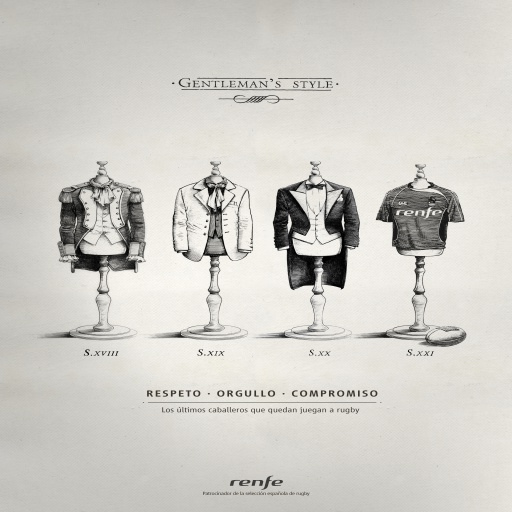 · GENTLEMAN'S STYLE ·
S.XVIII
S.XIX
S.XX
renfe
S.XXI
RESPETO · ORGULLO · COMPROMISO
Los últimos caballeros que quedan juegan a rugby
renfe
Patrocinador de la selección española de rugby